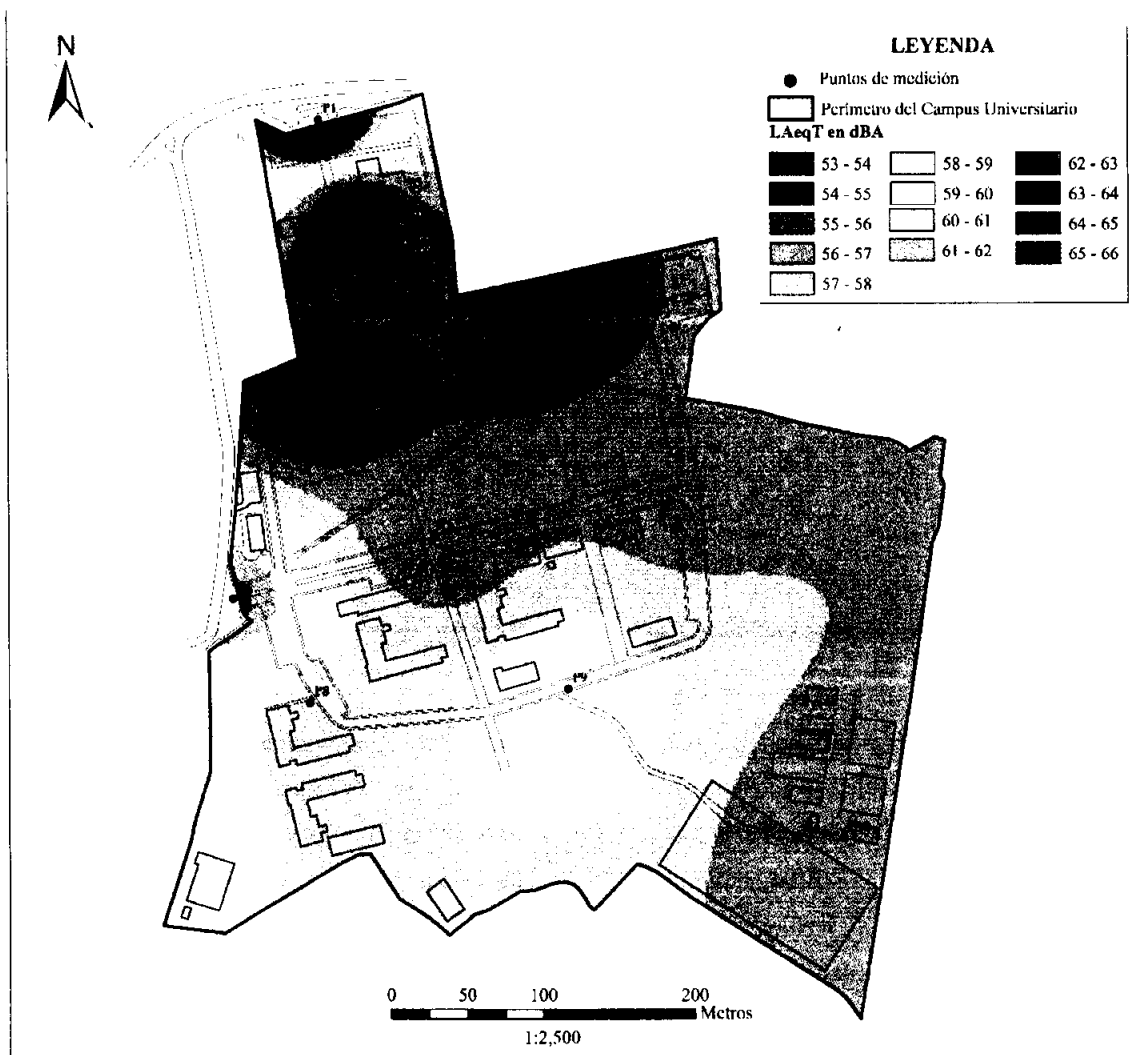 N
LEYENDA
Puntos de medición
Perímetro del Campus Universitario
LAeqT en dBA
53 - 54
58 - 59
62 - 63
54 - 55
59 - 60
63 - 64
55 - 56
60 - 61
64 - 65
56 - 57
61 - 62
65 - 66
57 - 58
P1
P8
P9
0 50 100 200
Metros
1:2,500